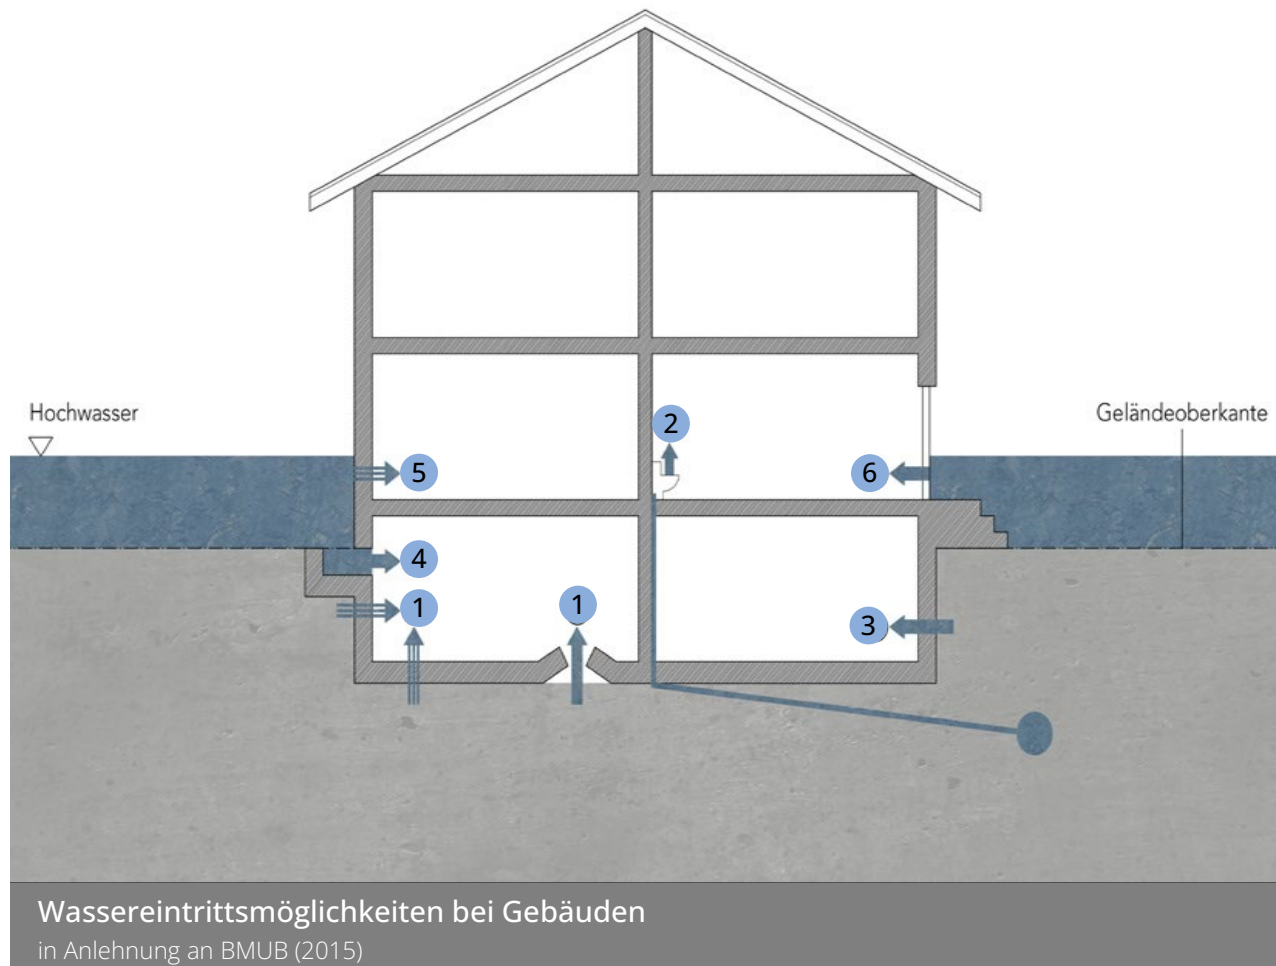 Hochwasser
Geländeoberkante
2
5
6
4
1
1
3
Wassereintrittsmöglichkeiten bei Gebäuden
in Anlehnung an BMUB (2015)